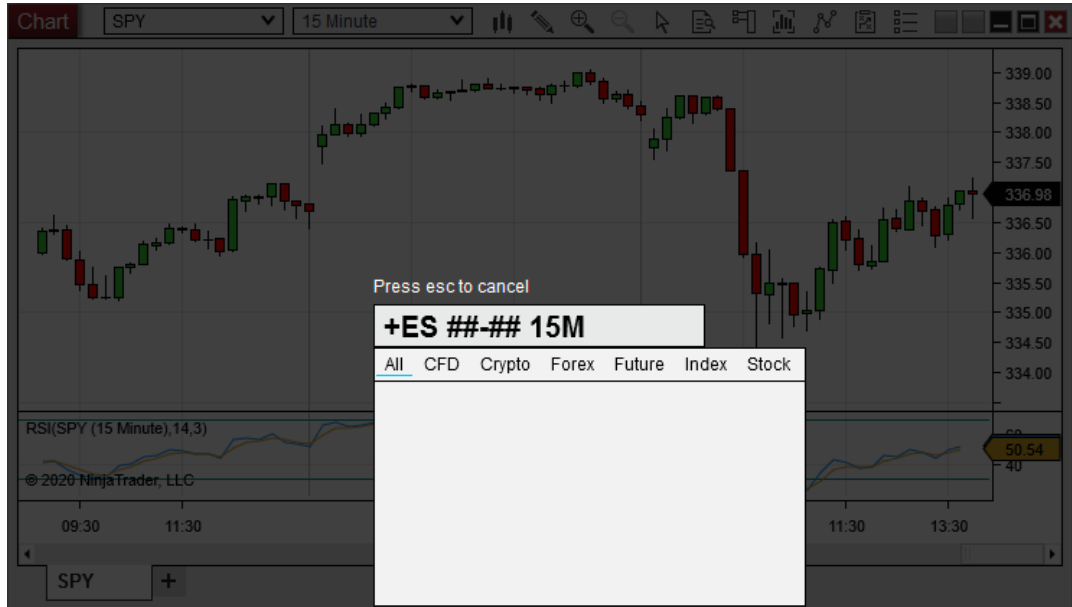 Chart SPY 15 Minute
339.00
338.50
338.00
337.50
336.98
336.50
336.00
335.50
335.00
334.50
334.00
Press esc to cancel
+ES ##-## 15M
All CFD Crypto Forex Future Index Stock
RSI(SPY (15 Minute),14,3)
50.54
40
© 2020 NinjaTrader, LLC
09:30 11:30 11:30 13:30
SPY +